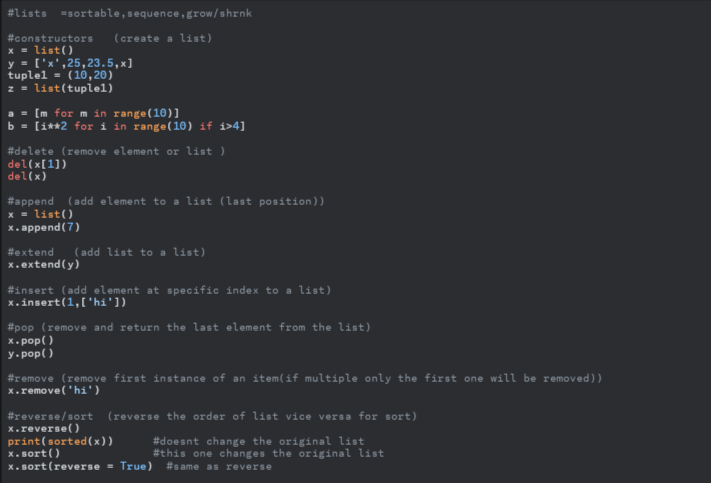 #lists  =sortable,sequence,grow/shrnk
#constructors   (create a list)
x = list()
y = ['x',25,23.5,x]
tuple1 = (10,20)
z = list(tuple1)
a = [m for m in range(10)]
b = [i**2 for i in range(10) if i>4]
#delete (remove element or list )
del(x[1])
del(x)
#append  (add element to a list (last position))
x = list()
x.append(7)
#extend   (add list to a list)
x.extend(y)
#insert (add element at specific index to a list)
x.insert(1,['hi'])
#pop (remove and return the last element from the list)
x.pop()
y.pop()
#remove (remove first instance of an item(if multiple only the first one will be removed))
x.remove('hi')
#reverse/sort  (reverse the order of list vice versa for sort)
x.reverse()
print(sorted(x))      #doesnt change the original list
x.sort()              #this one changes the original list
x.sort(reverse = True)  #same as reverse